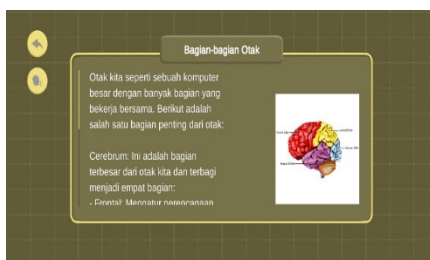 Bagian-bagian Otak
Otak kita seperti sebuah komputer
besar dengan banyak bagian yang
bekerja bersama. Berikut adalah
salah satu bagian penting dari otak:
Cerebrum: Ini adalah bagian
terbesar dari otak kita dan terbagi
menjadi empat bagian:
- Frontal: Mengatur perencanaan